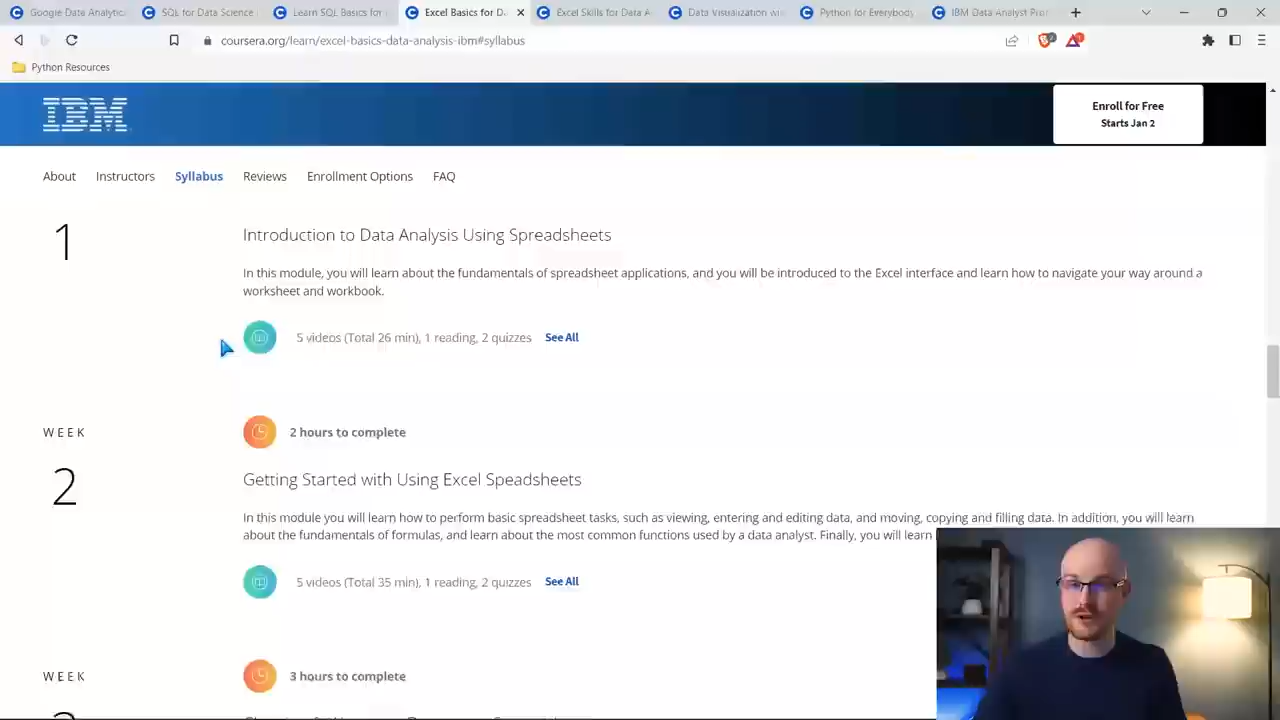 Google Data Analytic
SQL for Data Science
Learn SQL Basics for
Excel Basics for D
Excel Skills for Data A
Data Visualization with
Python for Everybody
IBM Data Analyst Pro
coursera.org/learn/excel-basics-data-analysis-ibm#syllabus
Python Resources
IBM
Enroll for Free
Starts Jan 2
About Instructors Syllabus Reviews Enrollment Options FAQ
1
Introduction to Data Analysis Using Spreadsheets
In this module, you will learn about the fundamentals of spreadsheet applications, and you will be introduced to the Excel interface and learn how to navigate your way around a
worksheet and workbook.
5 videos (Total 26 min), 1 reading, 2 quizzes See All
WEEK
2 hours to complete
2
Getting Started with Using Excel Speadsheets
In this module you will learn how to perform basic spreadsheet tasks, such as viewing, entering and editing data, and moving, copying and filling data. In addition, you will learn
about the fundamentals of formulas, and learn about the most common functions used by a data analyst. Finally, you will learn
5 videos (Total 35 min), 1 reading, 2 quizzes See All
WEEK
3 hours to complete